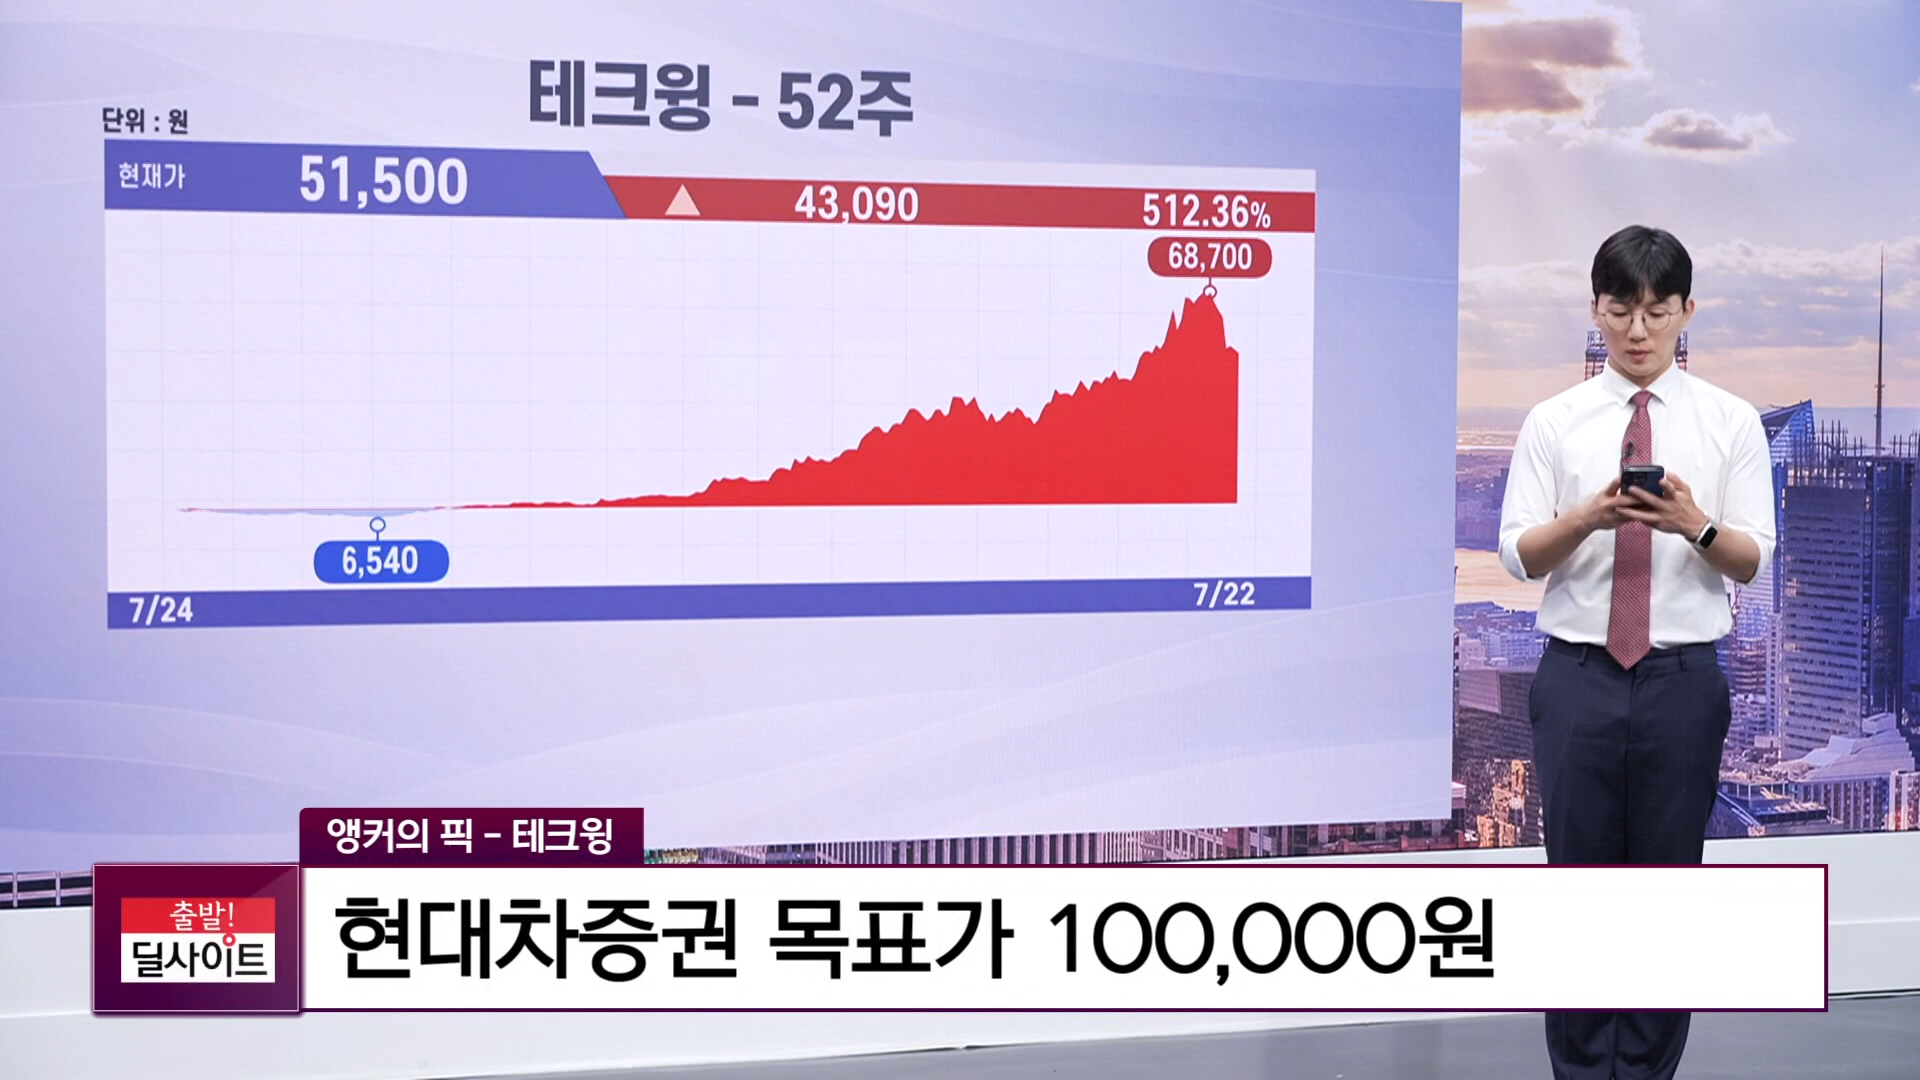 테크윙 - 52주
단위 : 원
현재가 51,500 ▲ 43,090 512.36%
68,700
6,540
7/24 7/22
앵커의 픽 - 테크윙
출발!
딜사이트
현대차증권 목표가 100,000원